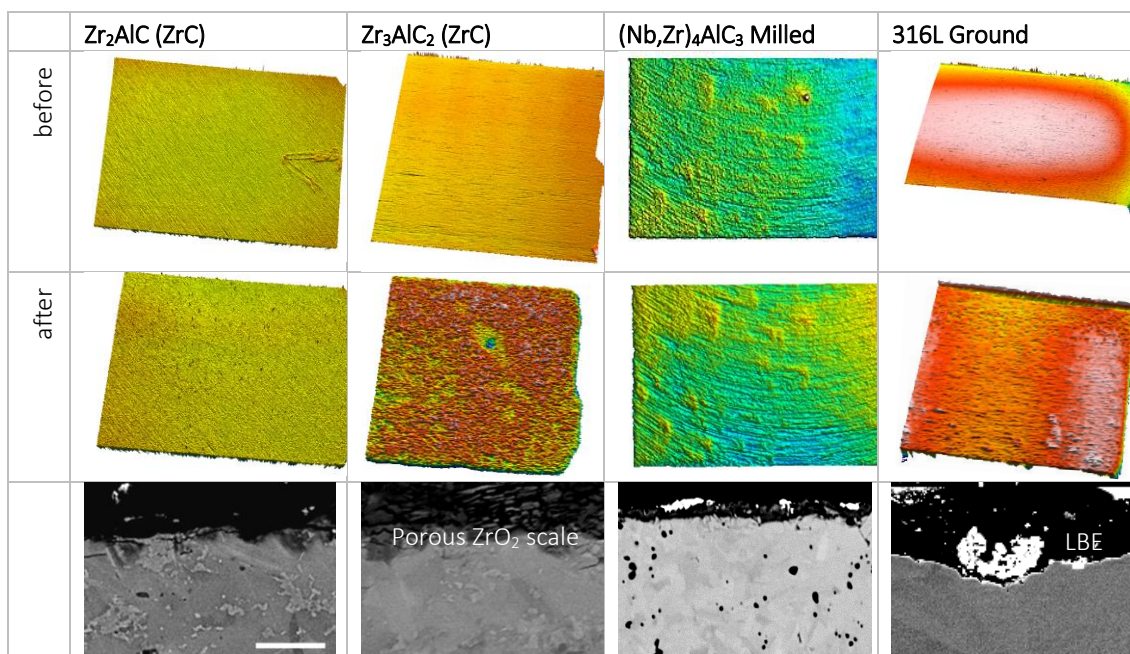 Zr₂AlC (ZrC) Zr₃AlC₂ (ZrC) (Nb,Zr)₄AlC₃ Milled 316L Ground
before
after
Porous ZrO₂ scale
LBE